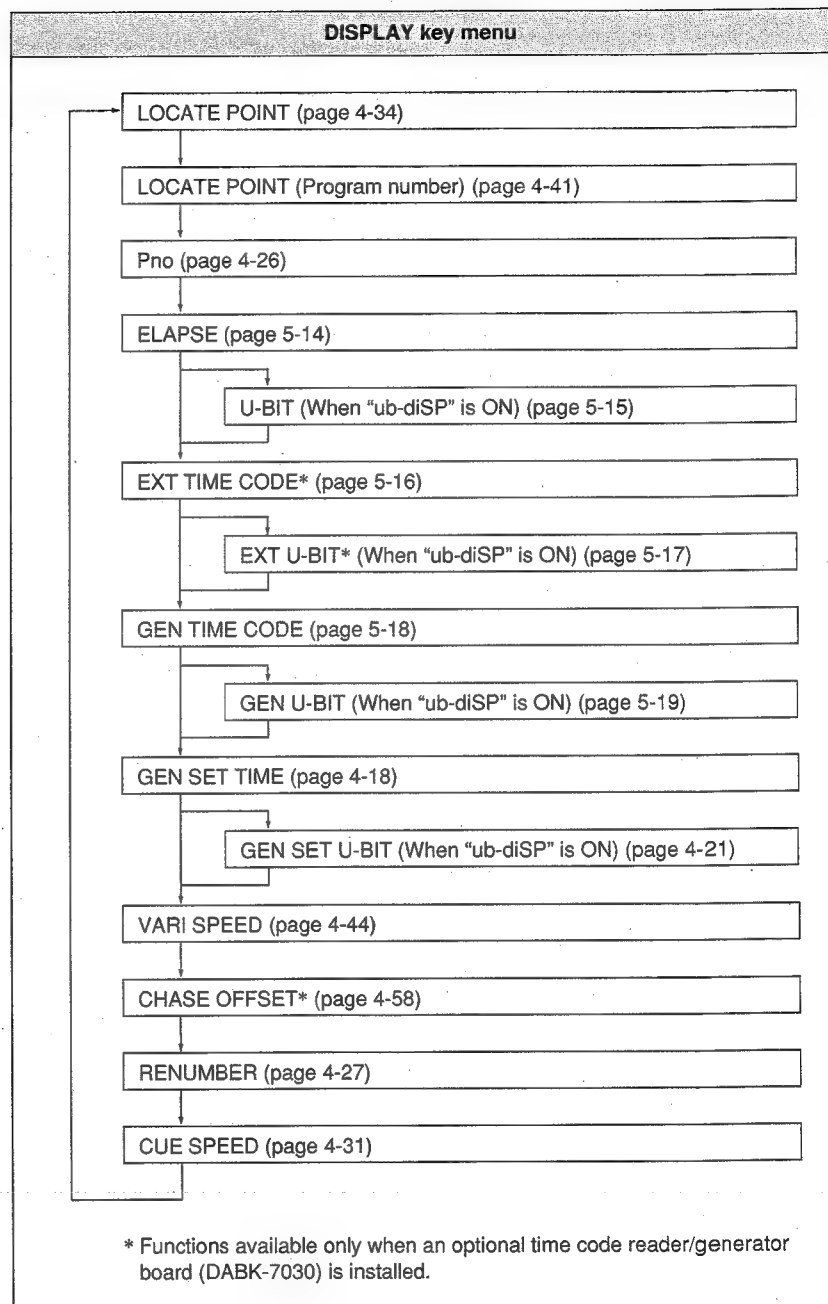 DISPLAY key menu
LOCATE POINT (page 4-34)
LOCATE POINT (Program number) (page 4-41)
Pno (page 4-26)
ELAPSE (page 5-14)
U-BIT (When “ub-diSP” is ON) (page 5-15)
EXT TIME CODE* (page 5-16)
EXT U-BIT* (When “ub-diSP” is ON) (page 5-17)
GEN TIME CODE (page 5-18)
GEN U-BIT (When “ub-diSP” is ON) (page 5-19)
GEN SET TIME (page 4-18)
GEN SET U-BIT (When “ub-diSP” is ON) (page 4-21)
VARI SPEED (page 4-44)
CHASE OFFSET* (page 4-58)
RENUMBER (page 4-27)
CUE SPEED (page 4-31)
* Functions available only when an optional time code reader/generator
board (DABK-7030) is installed.